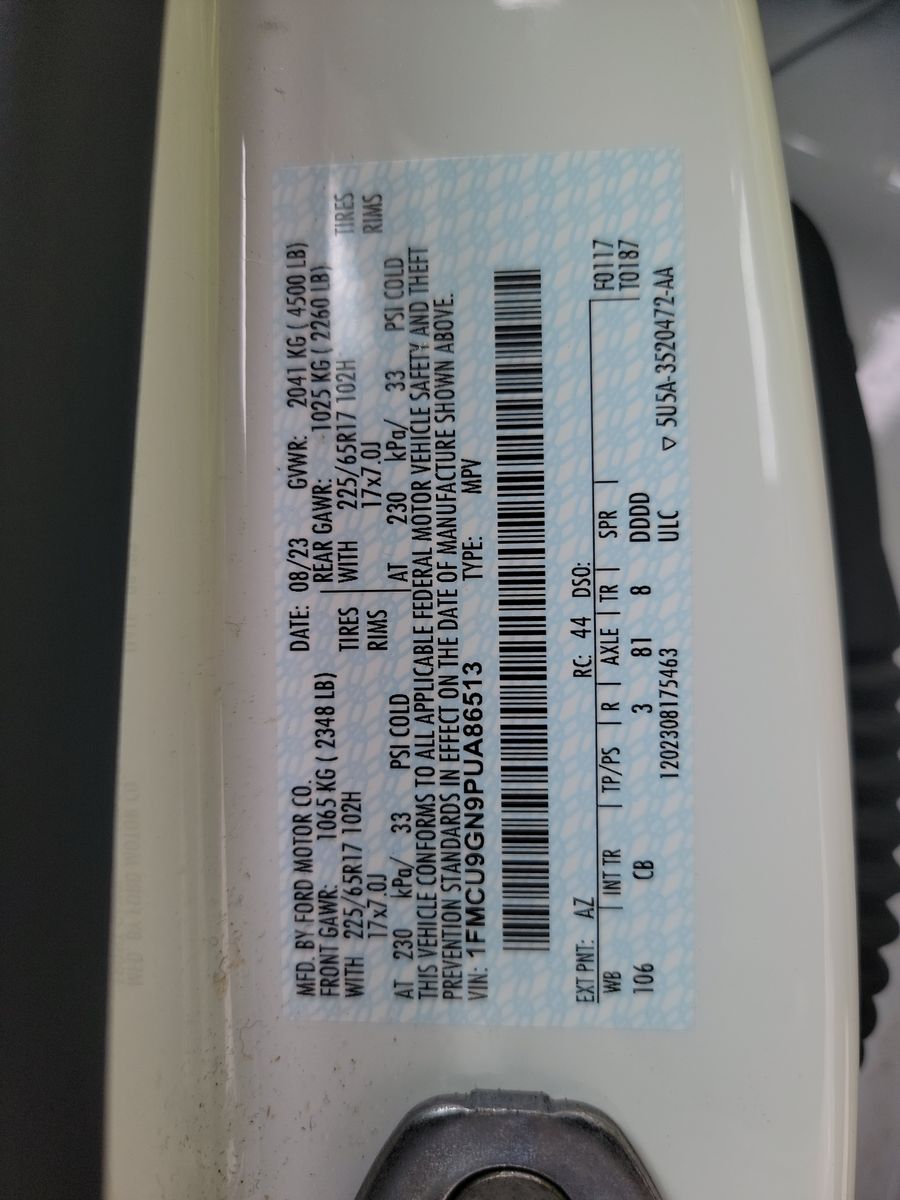 MFD. BY FORD MOTOR CO. DATE: 08/23 GVWR: 2041 KG ( 4500 LB)
FRONT GAWR: 1065 KG ( 2348 LB) REAR GAWR: 1025 KG ( 2260 LB)
WITH 225/65R17 102H TIRES WITH 225/65R17 102H TIRES
17x7.0J RIMS 17x7.0J RIMS
AT 230 kPa/ 33 PSI COLD AT 230 kPa/ 33 PSI COLD
THIS VEHICLE CONFORMS TO ALL APPLICABLE FEDERAL MOTOR VEHICLE SAFETY AND THEFT
PREVENTION STANDARDS IN EFFECT ON THE DATE OF MANUFACTURE SHOWN ABOVE.
VIN: 1FMCU9GN9PUA86513 TYPE: MPV
EXT PNT: AZ RC: 44 DSO:
WB INT TR TP/PS R AXLE TR SPR F0117
T0187
106 CB 3 81 8 DDDD
12023081 75463 ULC ▽ 5U5A-3520472-AA